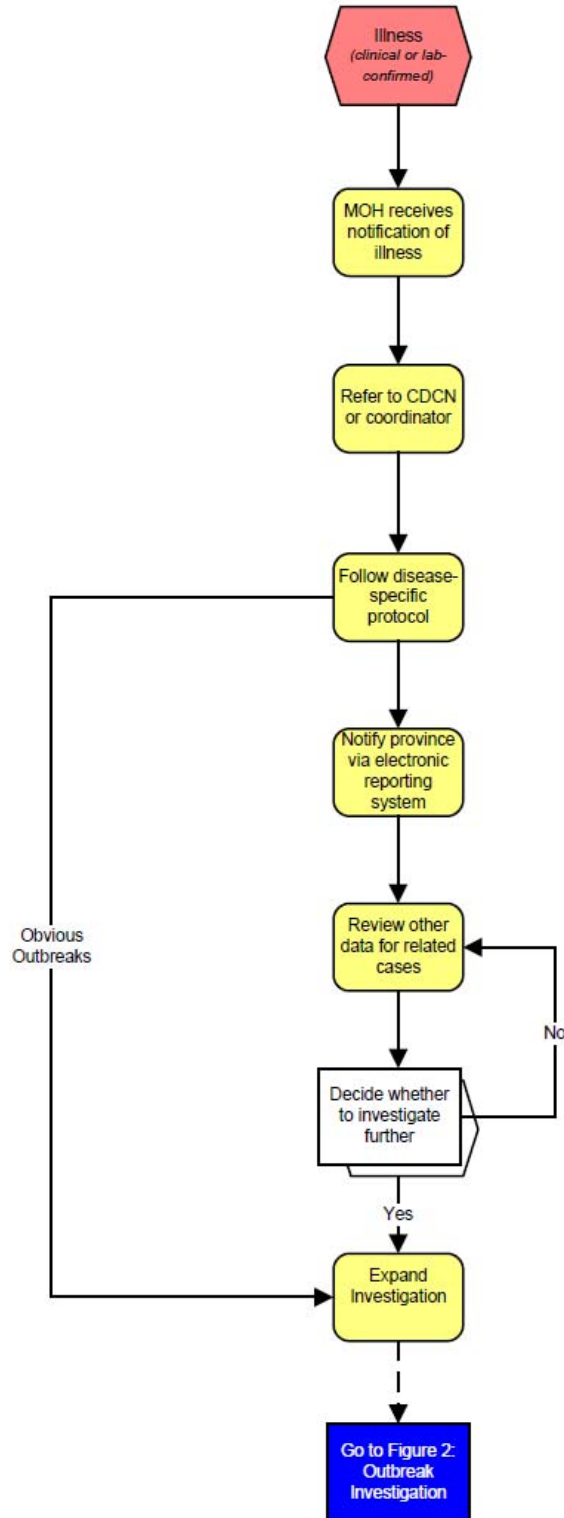 Illness
(clinical or lab-
confirmed)
MOH receives
notification of
illness
Refer to CDCN
or coordinator
Follow disease-
specific
protocol
Notify province
via electronic
reporting
system
Obvious
Outbreaks
Review other
data for related
cases
No
Decide whether
to investigate
further
Yes
Expand
Investigation
Go to Figure 2:
Outbreak
Investigation